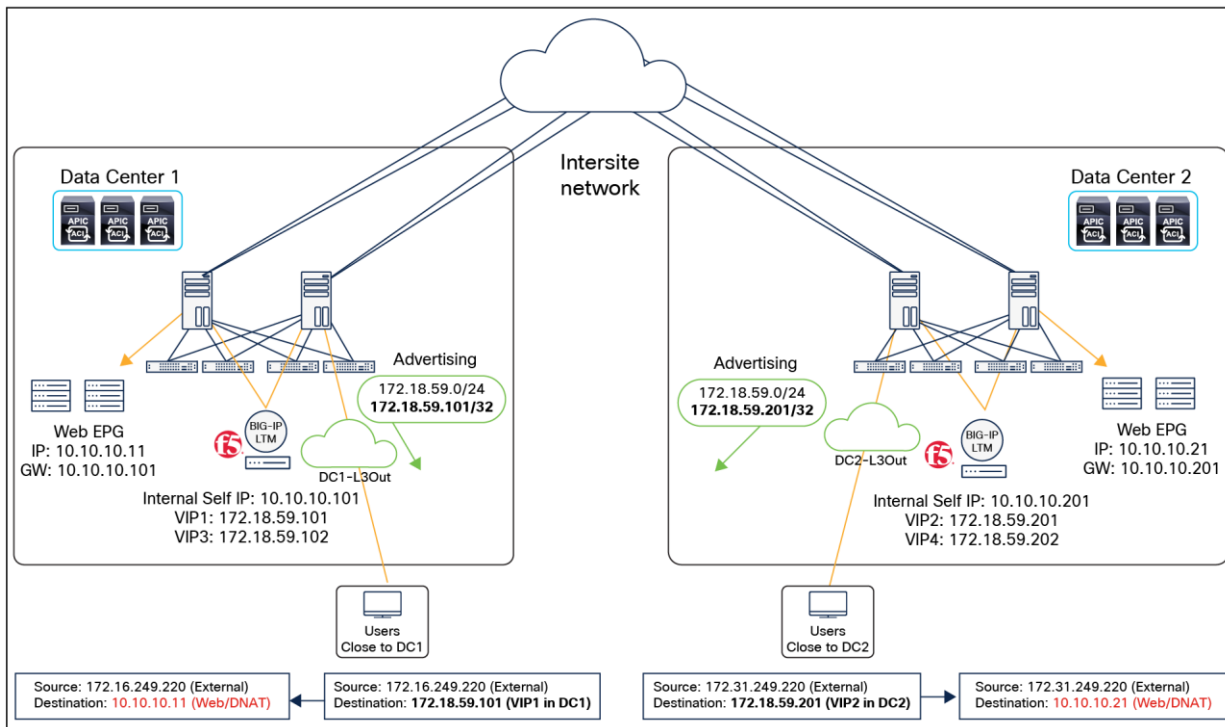 Intersite
network
Data Center 1
APIC
ACI
APIC
ACI
APIC
ACI
Advertising
172.18.59.0/24
172.18.59.101/32
Web EPG
IP: 10.10.10.11
GW: 10.10.10.101
f5
BIG-IP
LTM
DC1-L3Out
Internal Self IP: 10.10.10.101
VIP1: 172.18.59.101
VIP3: 172.18.59.102
Users
Close to DC1
Data Center 2
APIC
ACI
APIC
ACI
APIC
ACI
Advertising
172.18.59.0/24
172.18.59.201/32
DC2-L3Out
f5
BIG-IP
LTM
Web EPG
IP: 10.10.10.21
GW: 10.10.10.201
Internal Self IP: 10.10.10.201
VIP2: 172.18.59.201
VIP4: 172.18.59.202
Users
Close to DC2
Source: 172.16.249.220 (External)
Destination: 10.10.10.11 (Web/DNAT)
Source: 172.16.249.220 (External)
Destination: 172.18.59.101 (VIP1 in DC1)
Source: 172.31.249.220 (External)
Destination: 172.18.59.201 (VIP2 in DC2)
Source: 172.31.249.220 (External)
Destination: 10.10.10.21 (Web/DNAT)